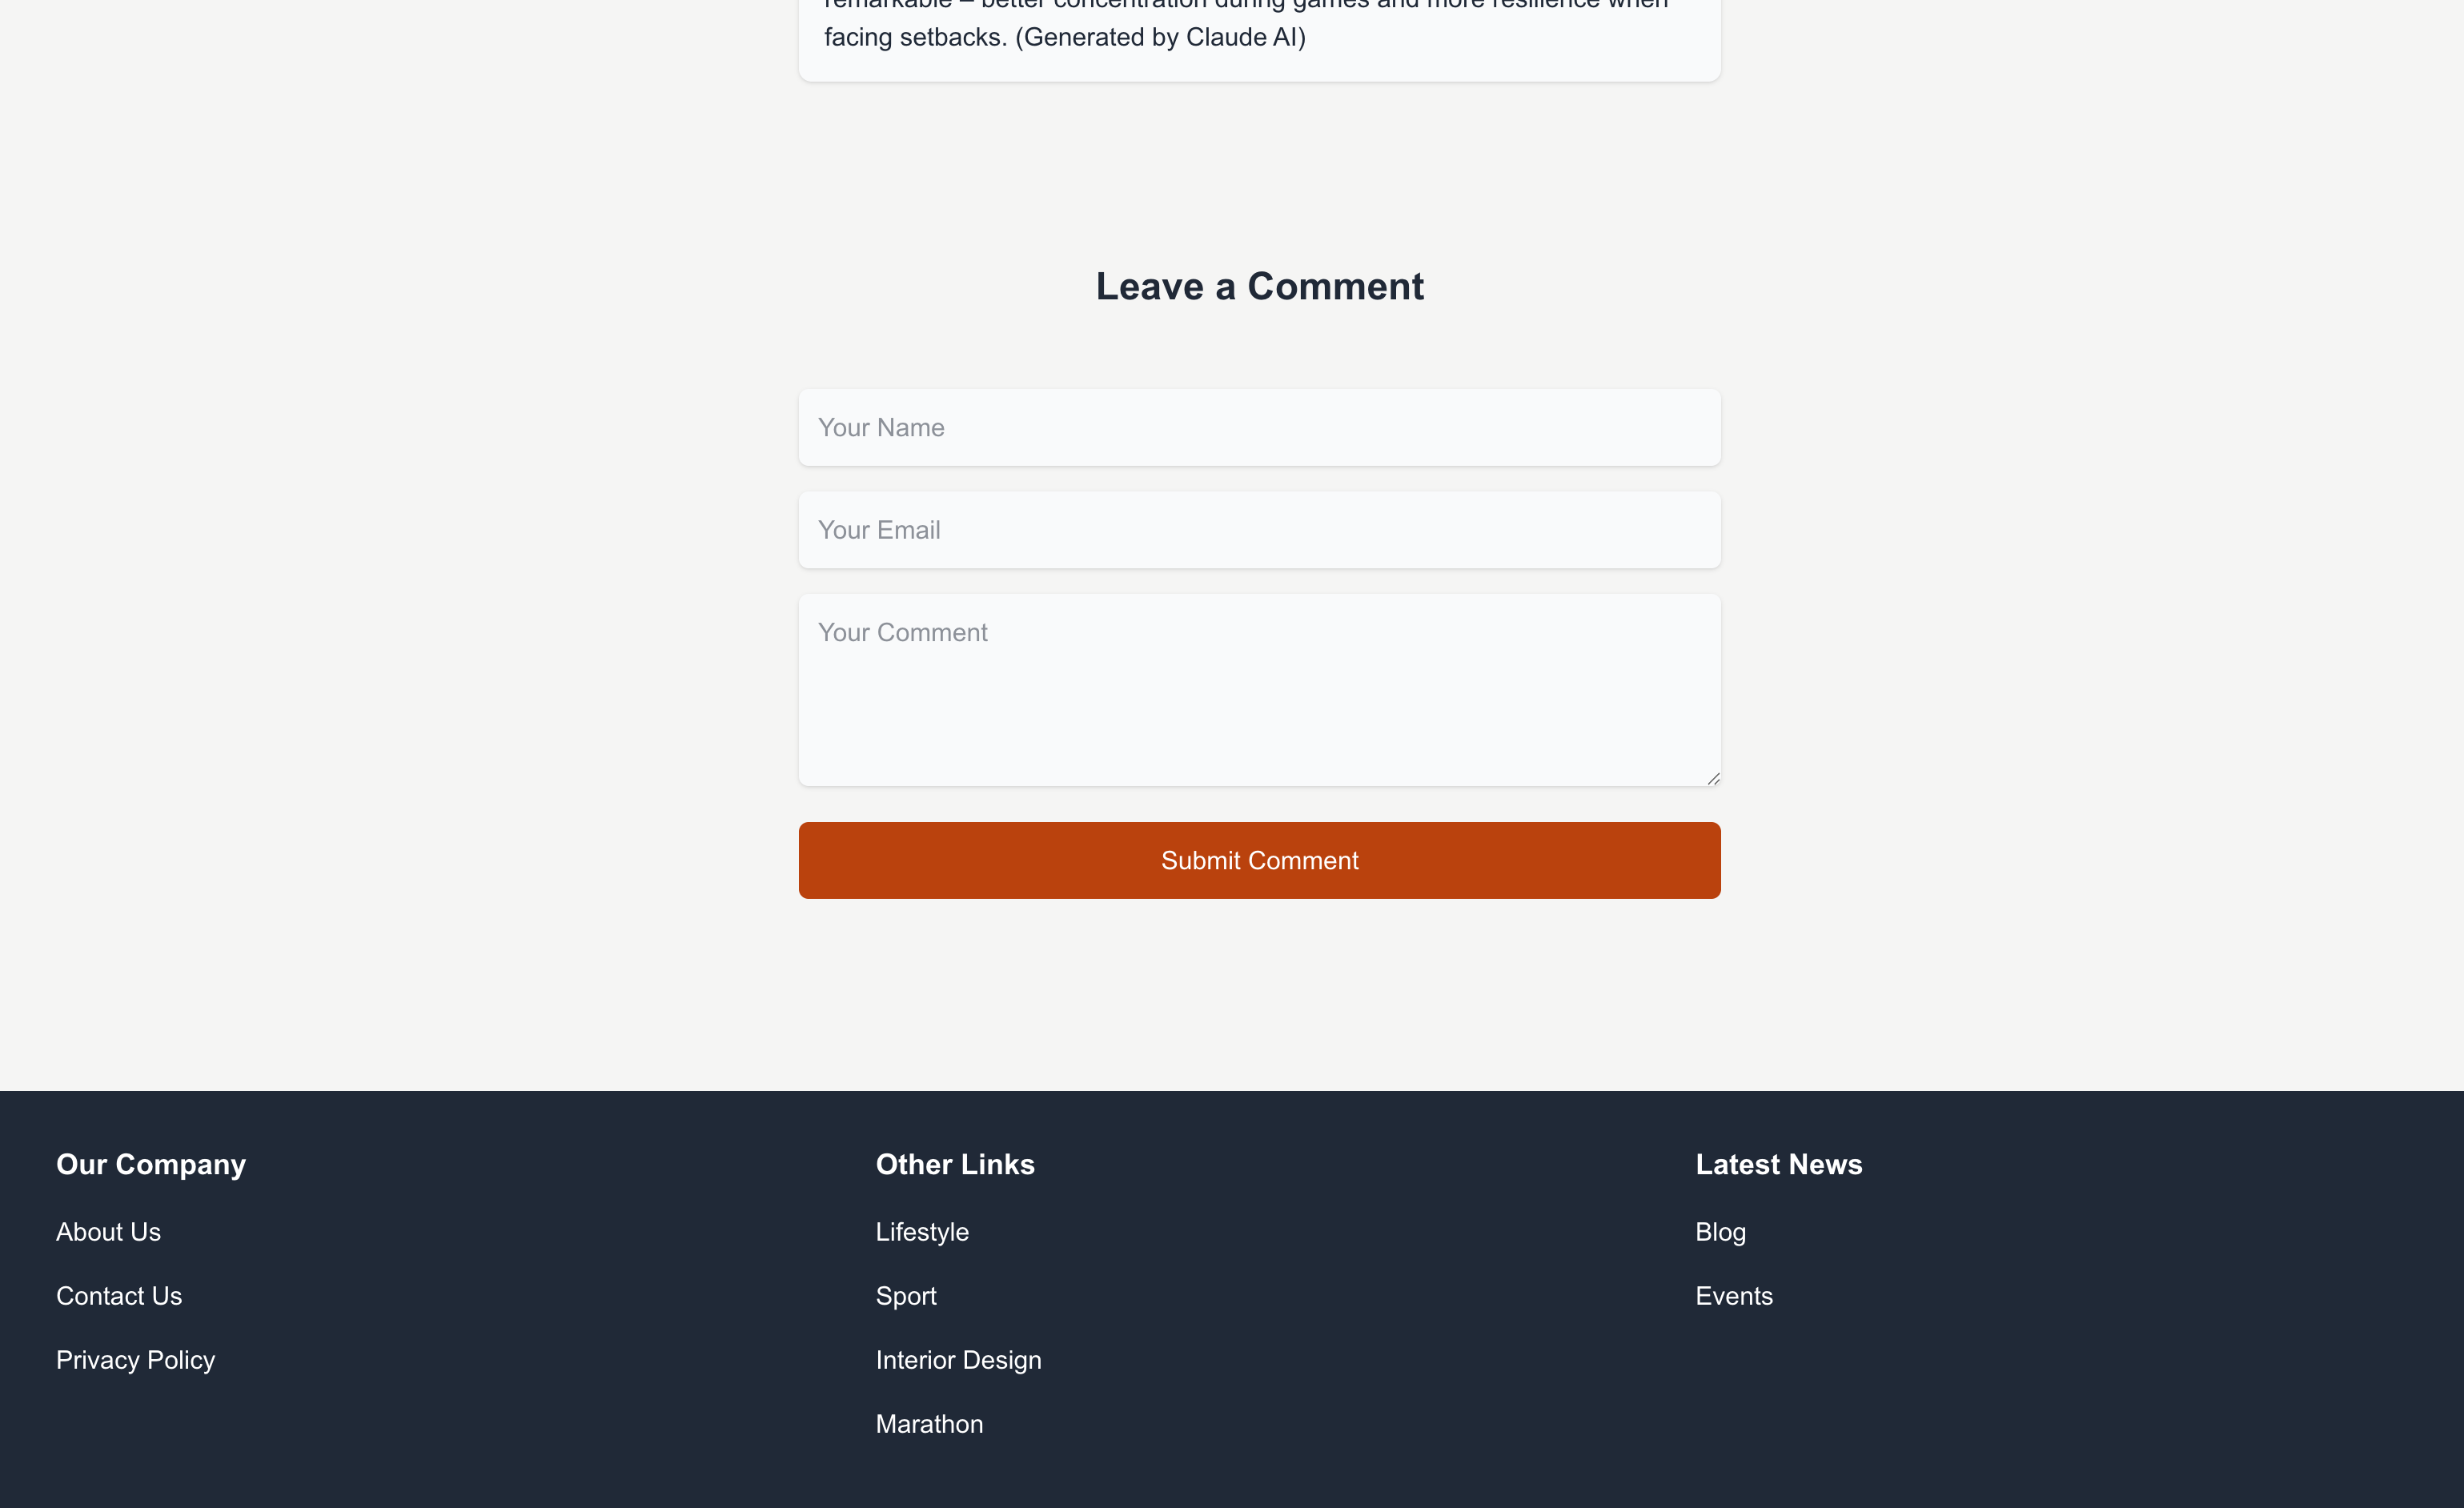 remarkable – better concentration during games and more resilience when
facing setbacks. (Generated by Claude AI)
Leave a Comment
Your Name
Your Email
Your Comment
Submit Comment
Our Company
About Us
Contact Us
Privacy Policy
Other Links
Lifestyle
Sport
Interior Design
Marathon
Latest News
Blog
Events